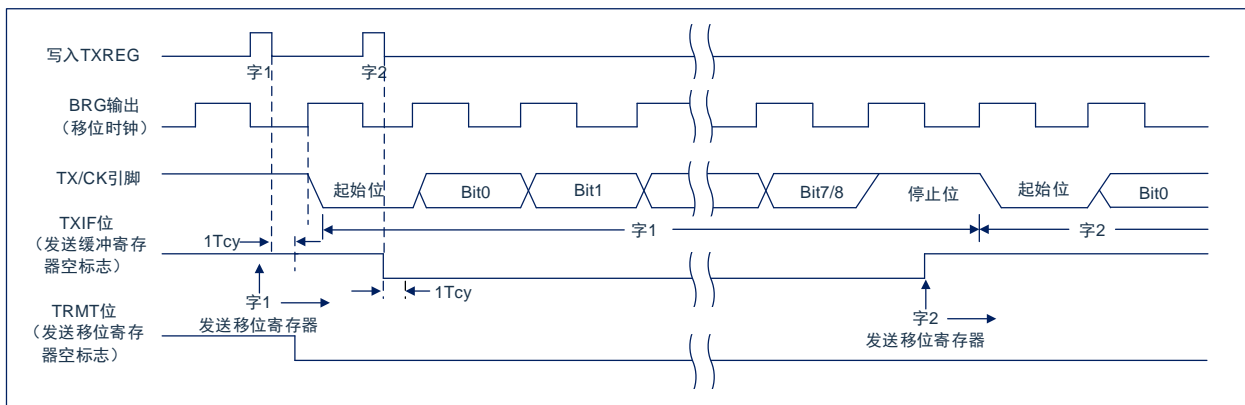 写入TXREG
字1
字2
BRG输出
（移位时钟）
TX/CK引脚
起始位
Bit0
Bit1
Bit7/8
停止位
起始位
Bit0
TXIF位
（发送缓冲寄存
器空标志）
1Tcy
字1
字2
1Tcy
字1
发送移位寄存器
字2
发送移位寄存器
TRMT位
（发送移位寄存
器空标志）